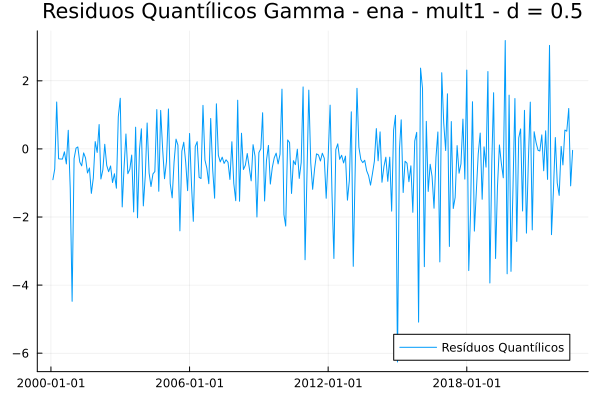 Residuos Quantílicos Gamma - ena - mult1 - d = 0.5
2
0
−2
−4
−6
Resíduos Quantílicos
2000-01-01 2006-01-01 2012-01-01 2018-01-01